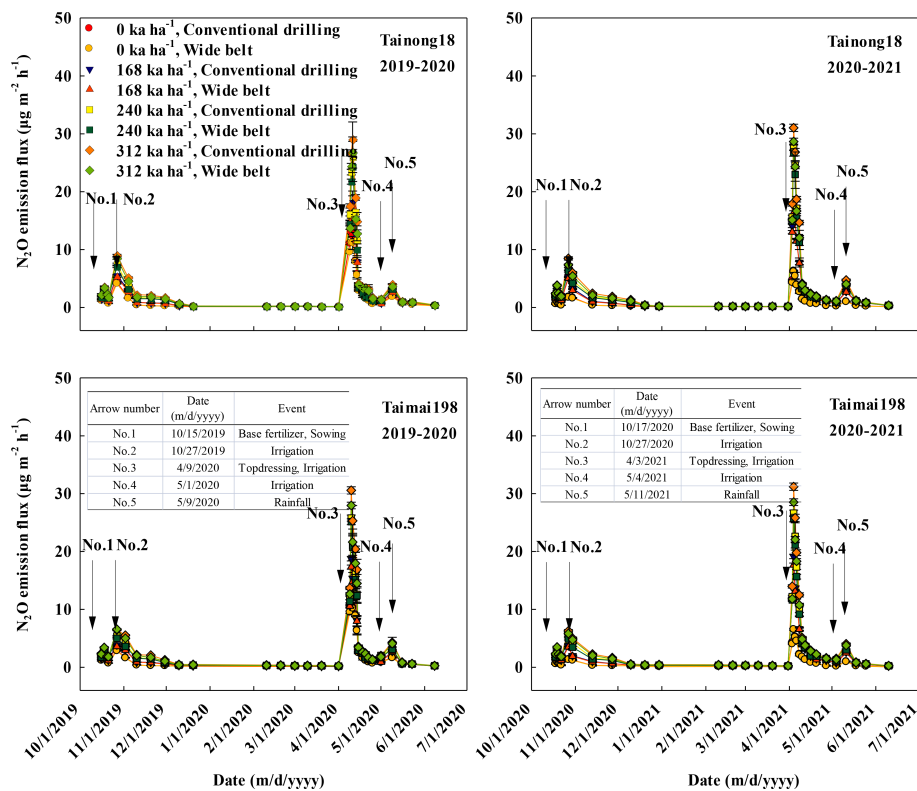 50
40
30
20
10
0
N₂O emission flux (µg m⁻² h⁻¹)
0 ka ha⁻¹, Conventional drilling
0 ka ha⁻¹, Wide belt
168 ka ha⁻¹, Conventional drilling
168 ka ha⁻¹, Wide belt
240 ka ha⁻¹, Conventional drilling
240 ka ha⁻¹, Wide belt
312 ka ha⁻¹, Conventional drilling
312 ka ha⁻¹, Wide belt
Tainong18
2019-2020
No.1
No.2
No.3
No.4
No.5
50
40
30
20
10
0
Tainong18
2020-2021
No.1
No.2
No.3
No.4
No.5
50
40
30
20
10
0
N₂O emission flux (µg m⁻² h⁻¹)
Arrow number Date (m/d/yyyy) Event
No.1 10/15/2019 Base fertilizer, Sowing
No.2 10/27/2019 Irrigation
No.3 4/9/2020 Topdressing, Irrigation
No.4 5/1/2020 Irrigation
No.5 5/9/2020 Rainfall
Taimai198
2019-2020
No.1
No.2
No.3
No.4
No.5
10/1/2019
11/1/2019
12/1/2019
1/1/2020
2/1/2020
3/1/2020
4/1/2020
5/1/2020
6/1/2020
7/1/2020
Date (m/d/yyyy)
50
40
30
20
10
0
Arrow number Date (m/d/yyyy) Event
No.1 10/17/2020 Base fertilizer, Sowing
No.2 10/27/2020 Irrigation
No.3 4/3/2021 Topdressing, Irrigation
No.4 5/4/2021 Irrigation
No.5 5/11/2021 Rainfall
Taimai198
2020-2021
No.1
No.2
No.3
No.4
No.5
10/1/2020
11/1/2020
12/1/2020
1/1/2021
2/1/2021
3/1/2021
4/1/2021
5/1/2021
6/1/2021
7/1/2021
Date (m/d/yyyy)